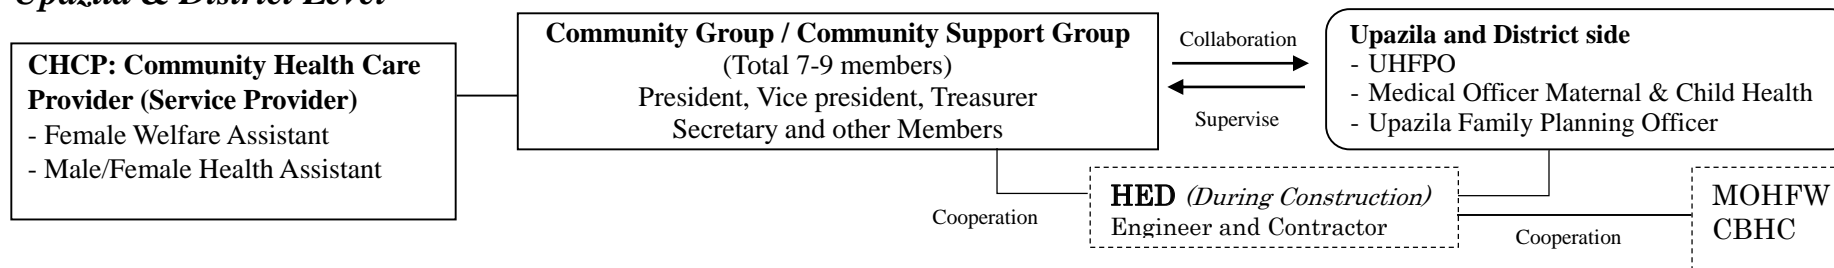 Upazila & District Level
CHCP: Community Health Care
Provider (Service Provider)
- Female Welfare Assistant
- Male/Female Health Assistant
Community Group / Community Support Group
(Total 7-9 members)
President, Vice president, Treasurer
Secretary and other Members
Collaboration
Supervise
Upazila and District side
- UHFPO
- Medical Officer Maternal & Child Health
- Upazila Family Planning Officer
Cooperation
HED (During Construction)
Engineer and Contractor
Cooperation
MOHFW
CBHC